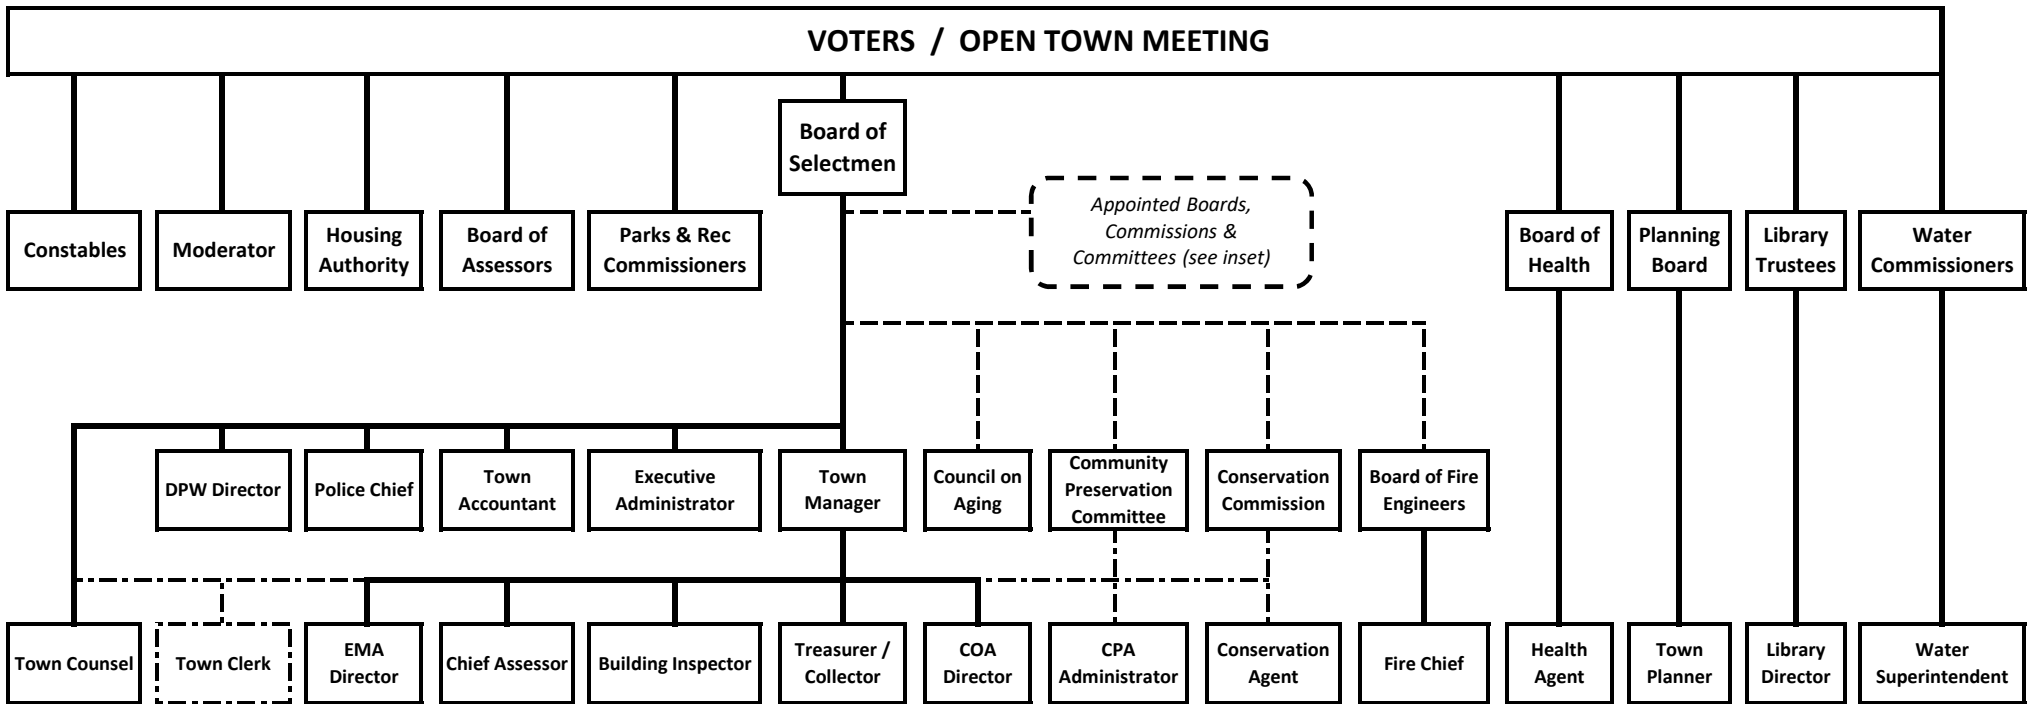 VOTERS / OPEN TOWN MEETING
Board of
Selectmen
Appointed Boards,
Commissions &
Committees (see inset)
Constables
Moderator
Housing
Authority
Board of
Assessors
Parks & Rec
Commissioners
Board of
Health
Planning
Board
Library
Trustees
Water
Commissioners
DPW Director
Police Chief
Town
Accountant
Executive
Administrator
Town
Manager
Council on
Aging
Community
Preservation
Committee
Conservation
Commission
Board of Fire
Engineers
Town Counsel
Town Clerk
EMA
Director
Chief Assessor
Building Inspector
Treasurer /
Collector
COA
Director
CPA
Administrator
Conservation
Agent
Fire Chief
Health
Agent
Town
Planner
Library
Director
Water
Superintendent